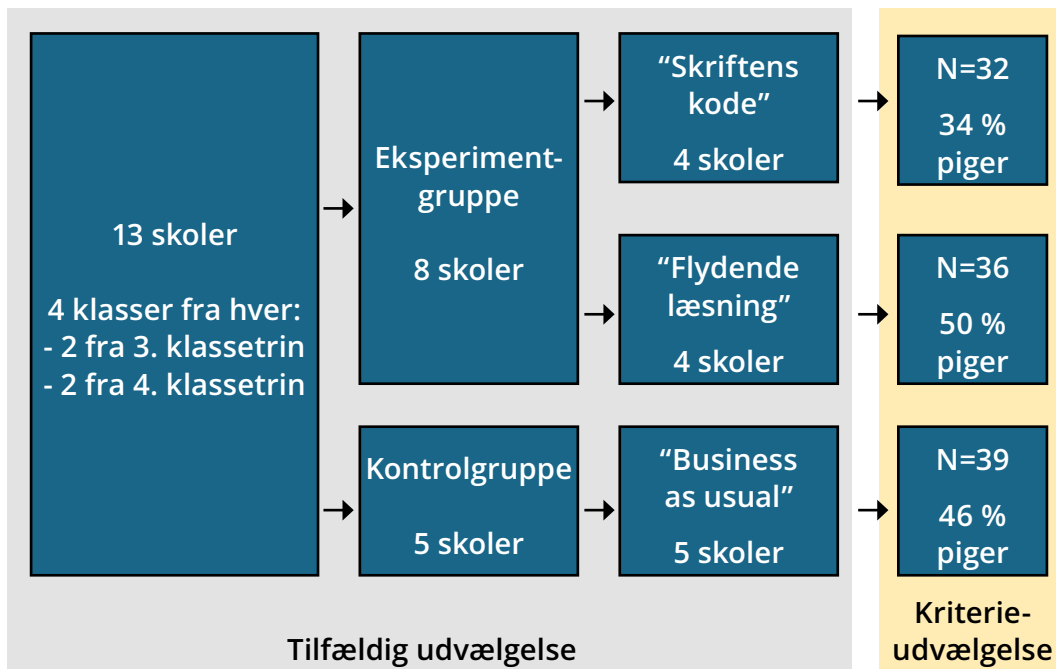 13 skoler
4 klasser fra hver:
- 2 fra 3. klassetrin
- 2 fra 4. klassetrin
Eksperiment-
gruppe
8 skoler
“Skriftens
kode”
4 skoler
N=32
34 %
piger
“Flydende
læsning”
4 skoler
N=36
50 %
piger
Kontrolgruppe
5 skoler
“Business
as usual”
5 skoler
N=39
46 %
piger
Tilfældig udvælgelse
Kriterie-
udvælgelse